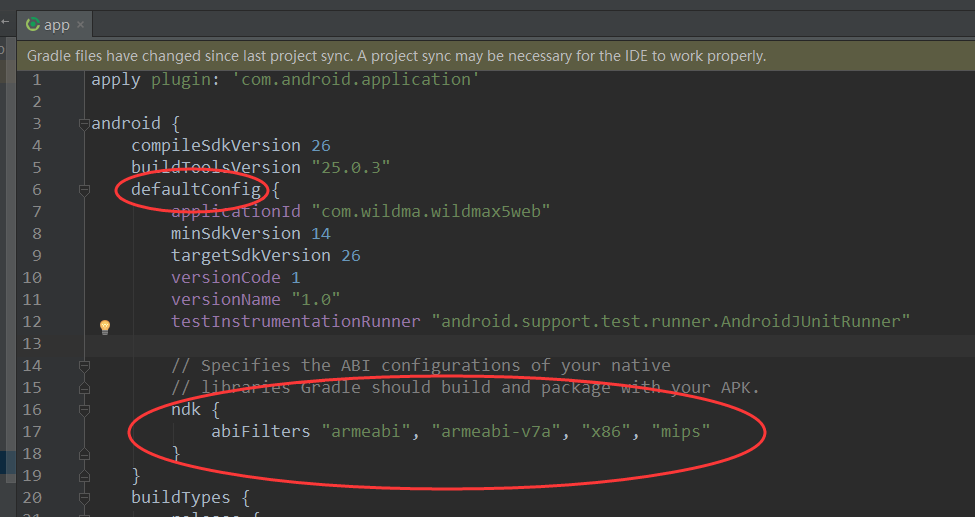 app
Gradle files have changed since last project sync. A project sync may be necessary for the IDE to work properly.
1 apply plugin: 'com.android.application'
2
3 android {
4 compileSdkVersion 26
5 buildToolsVersion "25.0.3"
6 defaultConfig {
7 applicationId "com.wildma.wildmax5web"
8 minSdkVersion 14
9 targetSdkVersion 26
10 versionCode 1
11 versionName "1.0"
12 testInstrumentationRunner "android.support.test.runner.AndroidJUnitRunner"
13
14 // Specifies the ABI configurations of your native
15 // libraries Gradle should build and package with your APK.
16 ndk {
17 abiFilters "armeabi", "armeabi-v7a", "x86", "mips"
18 }
19 }
20 buildTypes {
21 release {